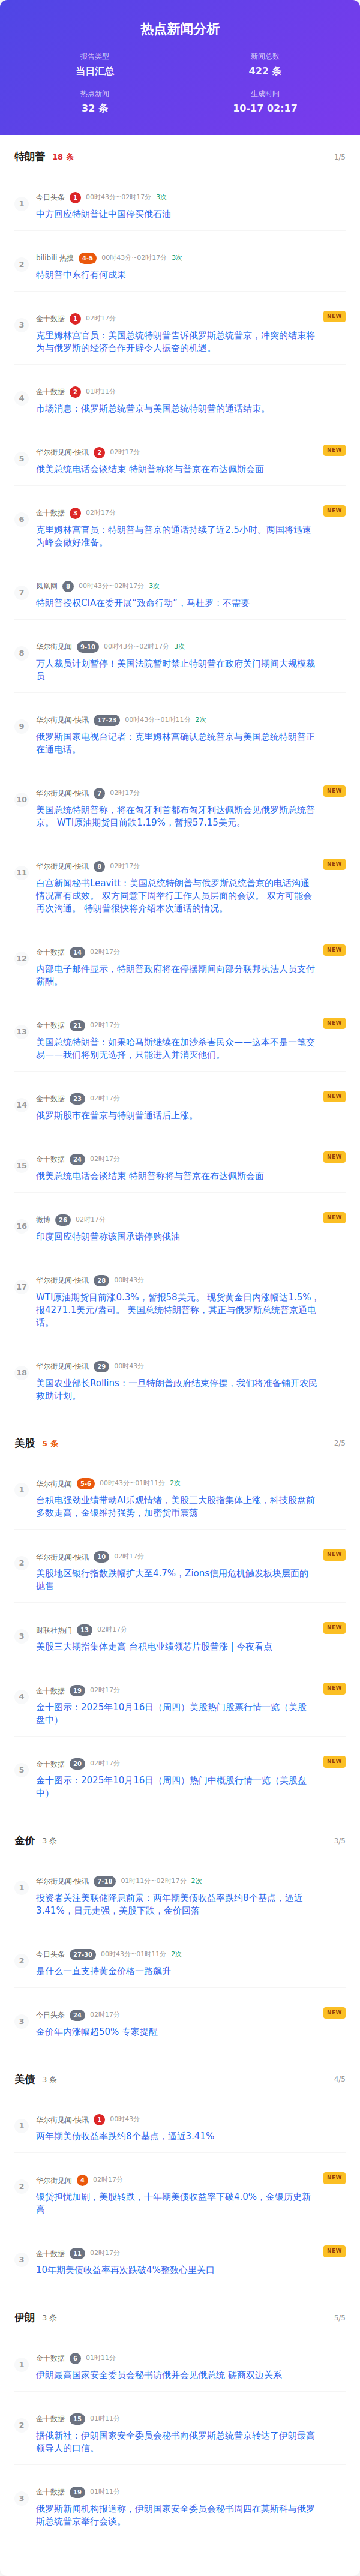 热点新闻分析
报告类型
当日汇总
新闻总数
422 条
热点新闻
32 条
生成时间
10-17 02:17
特朗普 18 条 1/5
1
今日头条 1 00时43分~02时17分 3次
中方回应特朗普让中国停买俄石油
2
bilibili 热搜 4-5 00时43分~02时17分 3次
特朗普中东行有何成果
3
金十数据 1 02时17分 NEW
克里姆林宫官员：美国总统特朗普告诉俄罗斯总统普京，冲突的结束将
为与俄罗斯的经济合作开辟令人振奋的机遇。
4
金十数据 2 01时11分
市场消息：俄罗斯总统普京与美国总统特朗普的通话结束。
5
华尔街见闻-快讯 2 02时17分 NEW
俄美总统电话会谈结束 特朗普称将与普京在布达佩斯会面
6
金十数据 3 02时17分 NEW
克里姆林宫官员：特朗普与普京的通话持续了近2.5小时。两国将迅速
为峰会做好准备。
7
凤凰网 8 00时43分~02时17分 3次
特朗普授权CIA在委开展“致命行动”，马杜罗：不需要
8
华尔街见闻 9-10 00时43分~02时17分 3次
万人裁员计划暂停！美国法院暂时禁止特朗普在政府关门期间大规模裁
员
9
华尔街见闻-快讯 17-23 00时43分~01时11分 2次
俄罗斯国家电视台记者：克里姆林宫确认总统普京与美国总统特朗普正
在通电话。
10
华尔街见闻-快讯 7 02时17分 NEW
美国总统特朗普称，将在匈牙利首都布匈牙利达佩斯会见俄罗斯总统普
京。 WTI原油期货日前跌1.19%，暂报57.15美元。
11
华尔街见闻-快讯 8 02时17分 NEW
白宫新闻秘书Leavitt：美国总统特朗普与俄罗斯总统普京的电话沟通
情况富有成效。 双方同意下周举行工作人员层面的会议。 双方可能会
再次沟通。 特朗普很快将介绍本次通话的情况。
12
金十数据 14 02时17分 NEW
内部电子邮件显示，特朗普政府将在停摆期间向部分联邦执法人员支付
薪酬。
13
金十数据 21 02时17分 NEW
美国总统特朗普：如果哈马斯继续在加沙杀害民众——这本不是一笔交
易——我们将别无选择，只能进入并消灭他们。
14
金十数据 23 02时17分 NEW
俄罗斯股市在普京与特朗普通话后上涨。
15
金十数据 24 02时17分 NEW
俄美总统电话会谈结束 特朗普称将与普京在布达佩斯会面
16
微博 26 02时17分 NEW
印度回应特朗普称该国承诺停购俄油
17
华尔街见闻-快讯 28 00时43分
WTI原油期货目前涨0.3%，暂报58美元。 现货黄金日内涨幅达1.5%，
报4271.1美元/盎司。 美国总统特朗普称，其正与俄罗斯总统普京通电
话。
18
华尔街见闻-快讯 29 00时43分
美国农业部长Rollins：一旦特朗普政府结束停摆，我们将准备铺开农民
救助计划。
美股 5 条 2/5
1
华尔街见闻 5-6 00时43分~01时11分 2次
台积电强劲业绩带动AI乐观情绪，美股三大股指集体上涨，科技股盘前
多数走高，金银维持强势，加密货币震荡
2
华尔街见闻-快讯 10 02时17分 NEW
美股地区银行指数跌幅扩大至4.7%，Zions信用危机触发板块层面的
抛售
3
财联社热门 13 02时17分 NEW
美股三大期指集体走高 台积电业绩领芯片股普涨 | 今夜看点
4
金十数据 19 02时17分 NEW
金十图示：2025年10月16日（周四）美股热门股票行情一览（美股
盘中）
5
金十数据 20 02时17分 NEW
金十图示：2025年10月16日（周四）热门中概股行情一览（美股盘
中）
金价 3 条 3/5
1
华尔街见闻-快讯 7-18 01时11分~02时17分 2次
投资者关注美联储降息前景：两年期美债收益率跌约8个基点，逼近
3.41%，日元走强，美股下跌，金价回落
2
今日头条 27-30 00时43分~01时11分 2次
是什么一直支持黄金价格一路飙升
3
今日头条 24 02时17分 NEW
金价年内涨幅超50% 专家提醒
美债 3 条 4/5
1
华尔街见闻-快讯 1 00时43分
两年期美债收益率跌约8个基点，逼近3.41%
2
华尔街见闻 4 02时17分 NEW
银贷担忧加剧，美股转跌，十年期美债收益率下破4.0%，金银历史新
高
3
金十数据 11 02时17分 NEW
10年期美债收益率再次跌破4%整数心里关口
伊朗 3 条 5/5
1
金十数据 6 01时11分
伊朗最高国家安全委员会秘书访俄并会见俄总统 磋商双边关系
2
金十数据 15 01时11分
据俄新社：伊朗国家安全委员会秘书向俄罗斯总统普京转达了伊朗最高
领导人的口信。
3
金十数据 19 01时11分
俄罗斯新闻机构报道称，伊朗国家安全委员会秘书周四在莫斯科与俄罗
斯总统普京举行会谈。